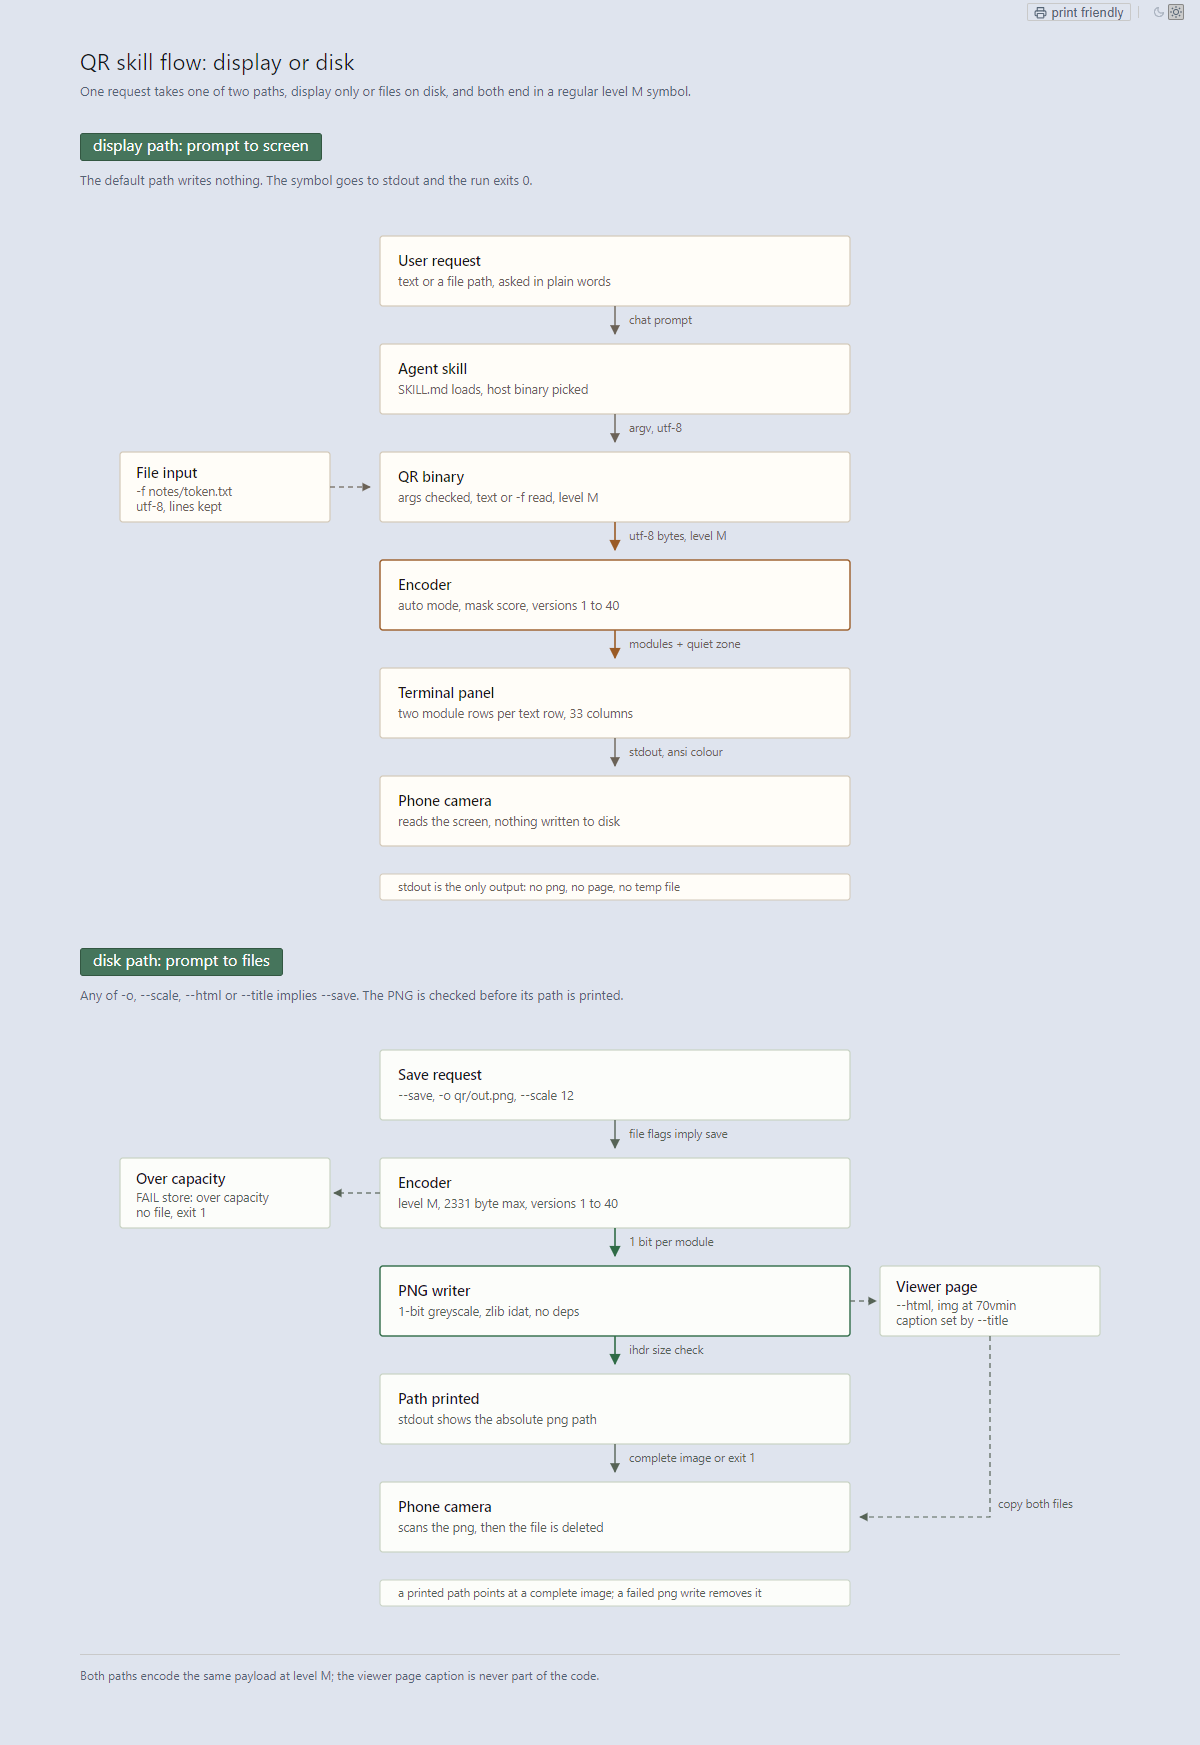 print friendly
QR skill flow: display or disk
One request takes one of two paths, display only or files on disk, and both end in a regular level M symbol.
display path: prompt to screen
The default path writes nothing. The symbol goes to stdout and the run exits 0.
User request
text or a file path, asked in plain words
chat prompt
Agent skill
SKILL.md loads, host binary picked
argv, utf-8
File input
-f notes/token.txt
utf-8, lines kept
QR binary
args checked, text or -f read, level M
utf-8 bytes, level M
Encoder
auto mode, mask score, versions 1 to 40
modules + quiet zone
Terminal panel
two module rows per text row, 33 columns
stdout, ansi colour
Phone camera
reads the screen, nothing written to disk
stdout is the only output: no png, no page, no temp file
disk path: prompt to files
Any of -o, --scale, --html or --title implies --save. The PNG is checked before its path is printed.
Save request
--save, -o qr/out.png, --scale 12
file flags imply save
Over capacity
FAIL store: over capacity
no file, exit 1
Encoder
level M, 2331 byte max, versions 1 to 40
1 bit per module
PNG writer
1-bit greyscale, zlib idat, no deps
Viewer page
--html, img at 70vmin
caption set by --title
ihdr size check
Path printed
stdout shows the absolute png path
complete image or exit 1
Phone camera
scans the png, then the file is deleted
copy both files
a printed path points at a complete image; a failed png write removes it
Both paths encode the same payload at level M; the viewer page caption is never part of the code.